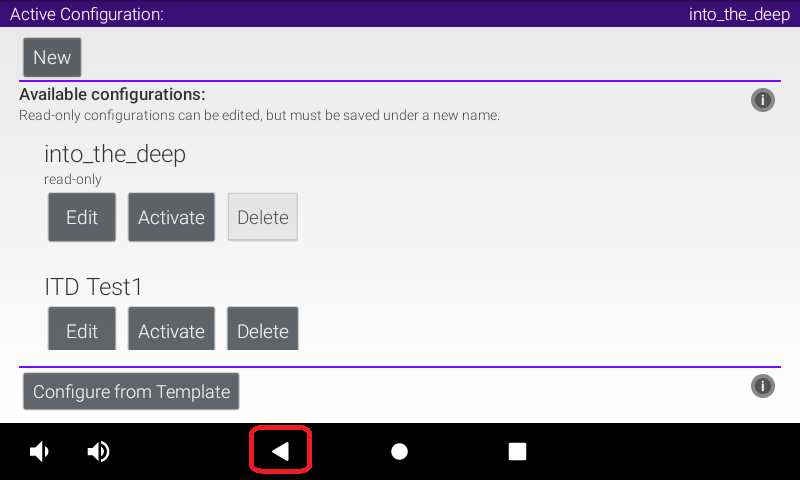 Active Configuration: into_the_deep
New
Available configurations:
Read-only configurations can be edited, but must be saved under a new name.
into_the_deep
read-only
Edit Activate Delete
ITD Test1
Edit Activate Delete
Configure from Template